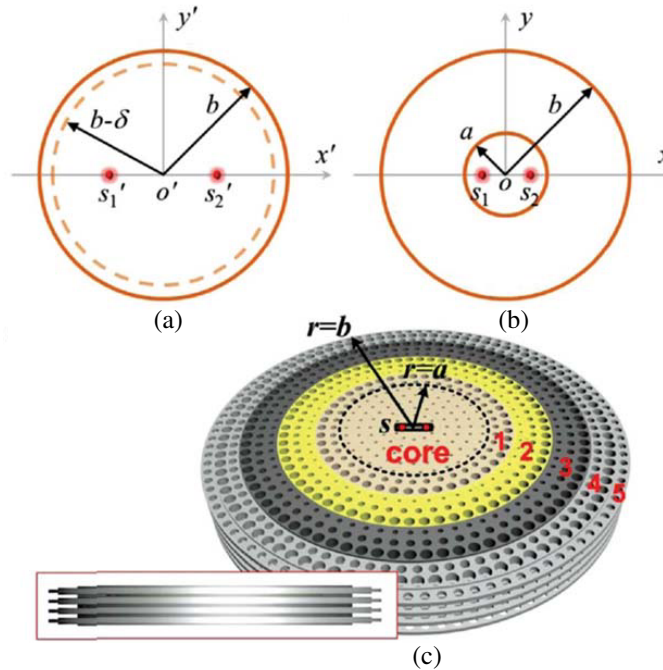 y′
b-δ
b
x′
s₁′
o′
s₂′
(a)
y
a
b
x
s₁
o
s₂
(b)
r=b
r=a
s
core
1
2
3
4
5
(c)